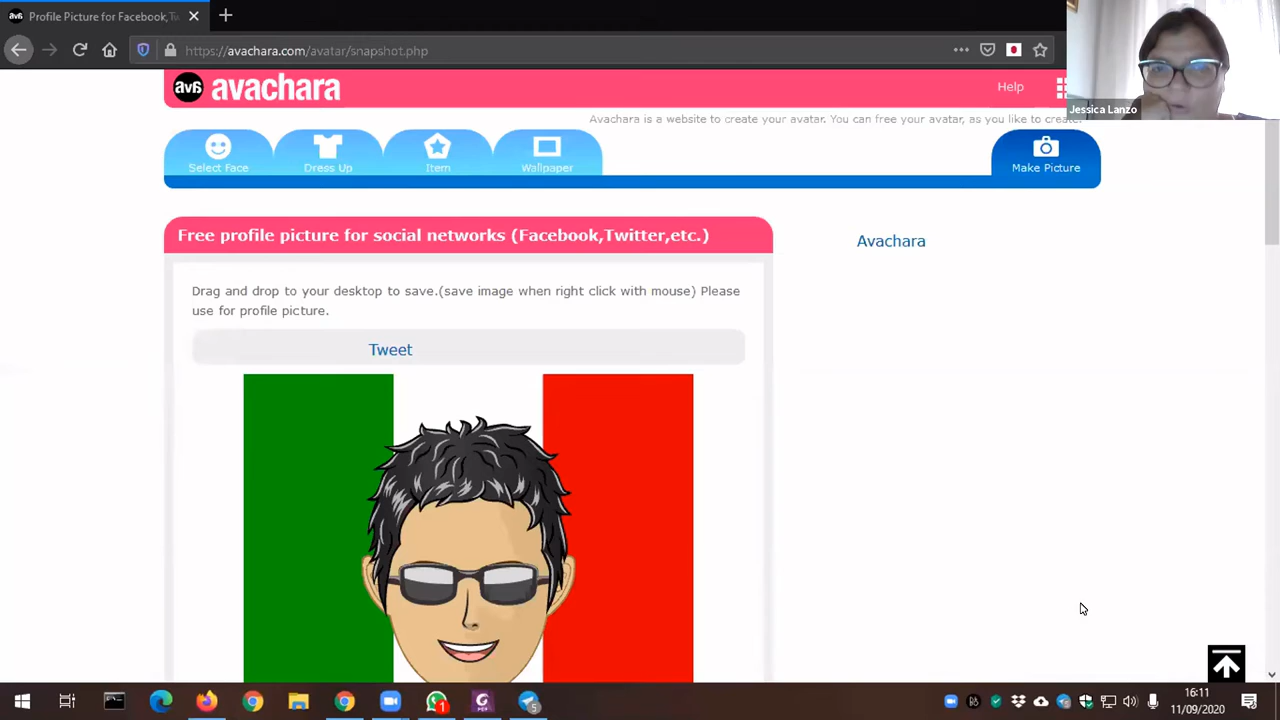 Profile Picture for Facebook,Tw
https://avachara.com/avatar/snapshot.php
Jessica Lanzo
ava avachara
Help
Avachara is a website to create your avatar. You can free your avatar, as you like to create.
Select Face
Dress Up
Item
Wallpaper
Make Picture
Free profile picture for social networks (Facebook,Twitter,etc.)
Avachara
Drag and drop to your desktop to save.(save image when right click with mouse) Please
use for profile picture.
Tweet
1
PDF
5
16:11
11/09/2020